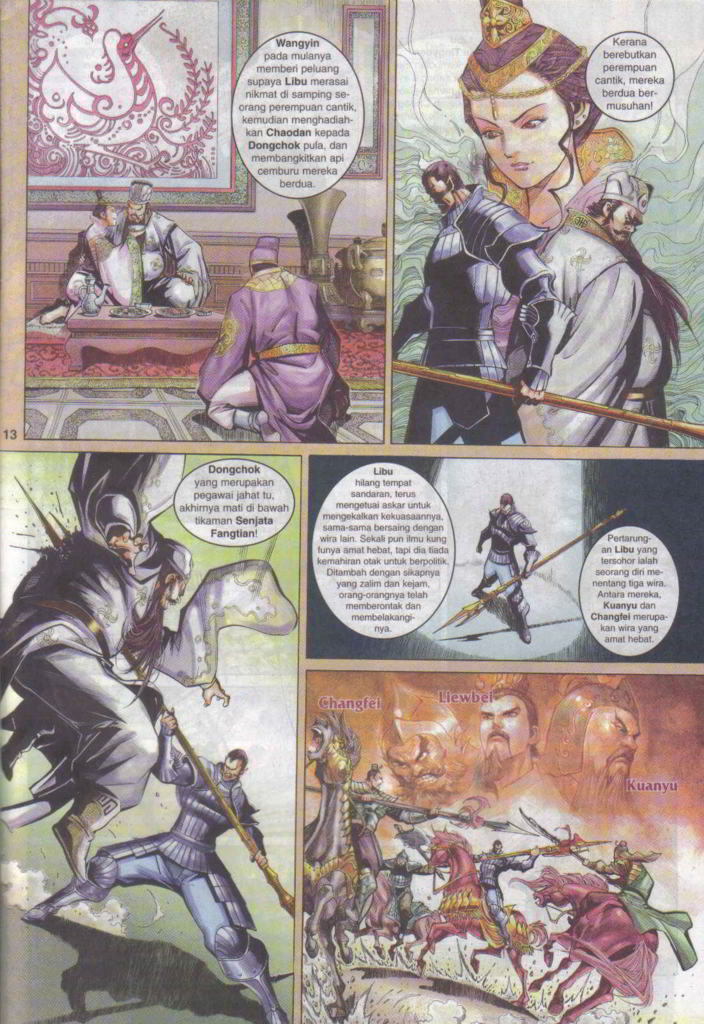 Wangyin
pada mulanya
memberi peluang
supaya Libu merasai
nikmat di samping se-
orang perempuan cantik,
kemudian menghadiah-
kan Chaodan kepada
Dongchok pula, dan
membangkitkan api
cemburu mereka
berdua.
Kerana
berebutkan
perempuan
cantik, mereka
berdua ber-
musuhan!
13
Dongchok
yang merupakan
pegawai jahat tu,
akhirnya mati di bawah
tikaman Senjata
Fangtian!
Libu
hilang tempat
sandaran, terus
mengetuai askar untuk
mengekalkan kekuasaannya,
sama-sama bersaing dengan
wira lain. Sekali pun ilmu kung
funya amat hebat, tapi dia tiada
kemahiran otak untuk berpolitik.
Ditambah dengan sikapnya
yang zalim dan kejam,
orang-orangnya telah
memberontak dan
membelakangi-
nya.
Pertarung-
an Libu yang
tersohor ialah
seorang diri me-
nentang tiga wira.
Antara mereka,
Kuanyu dan
Changfei merupa-
kan wira yang
amat hebat.
Changfei
Liewbei
Kuanyu